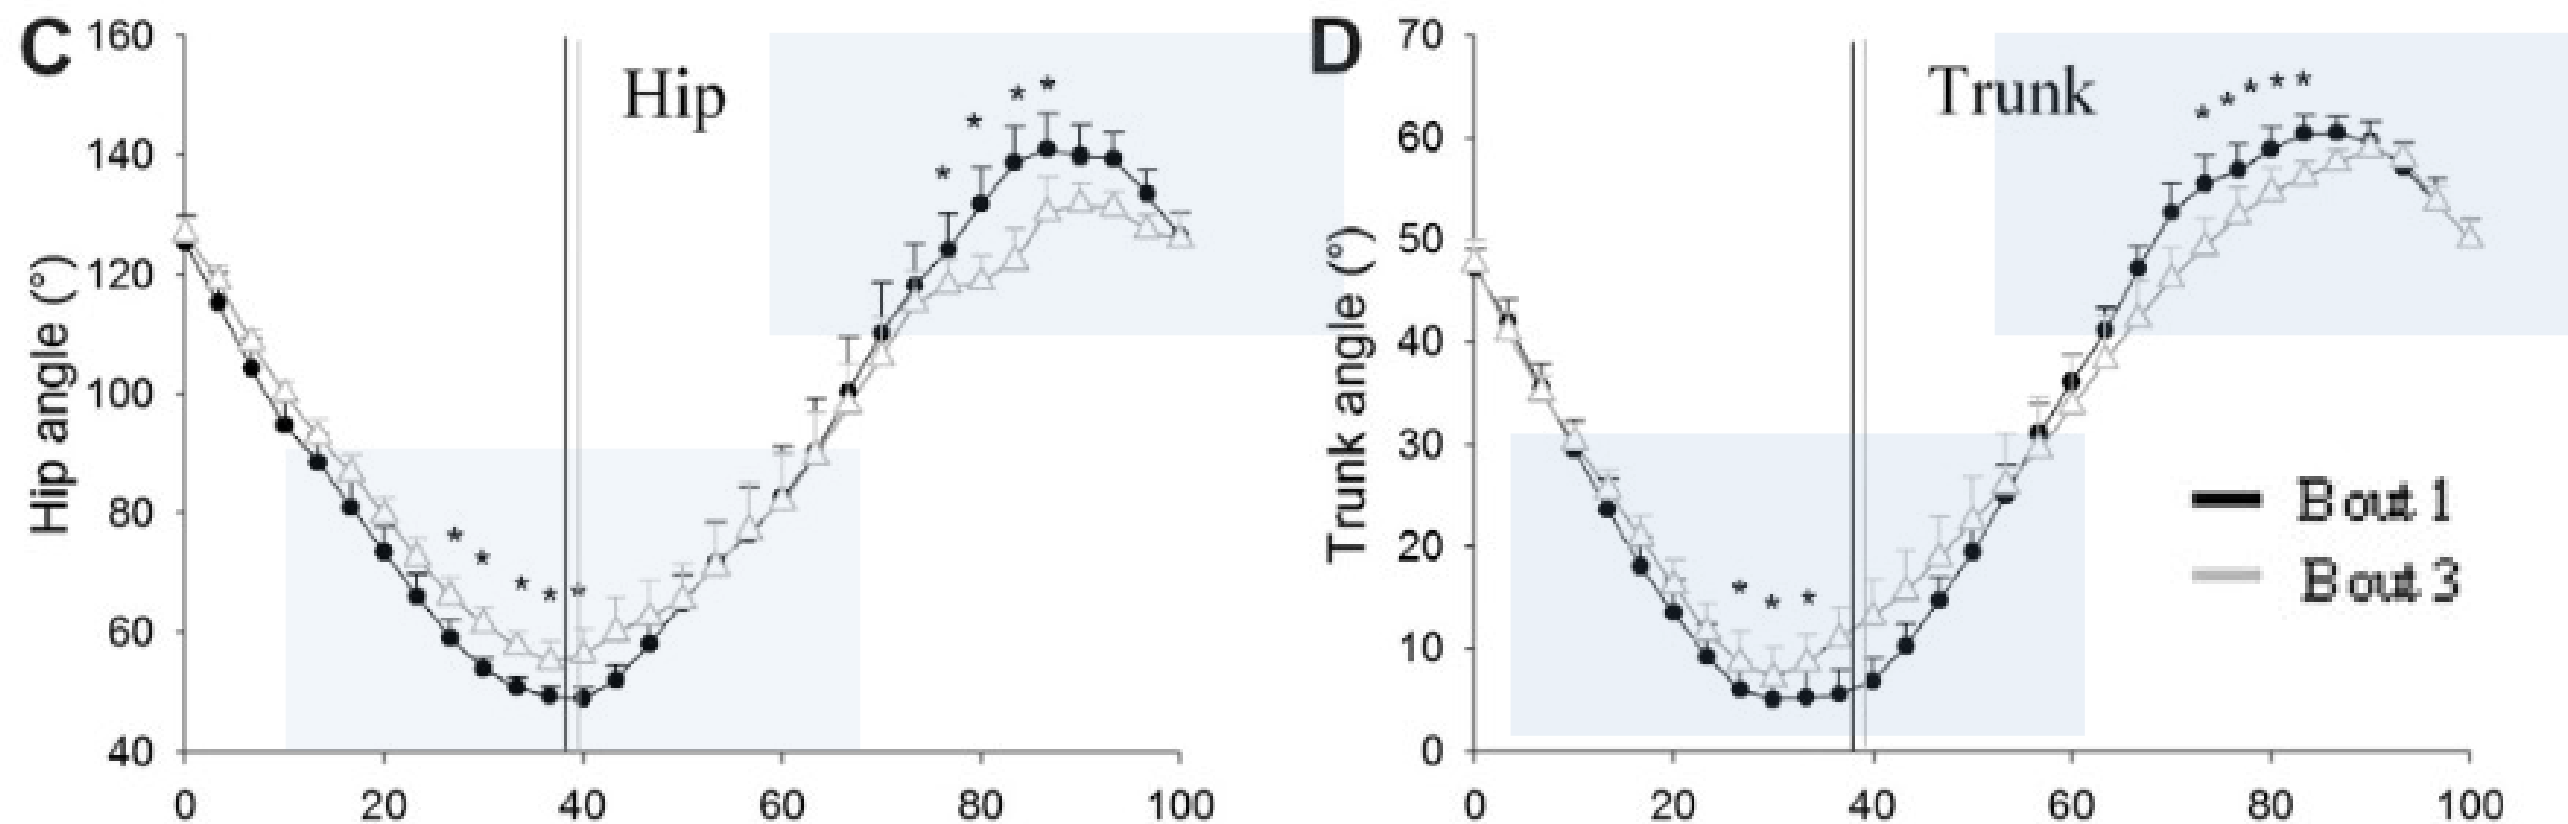 C
Hip
160
140
120
100
80
60
40
Hip angle (°)
0 20 40 60 80 100
* * * *
* * * * *
D
Trunk
70
60
50
40
30
20
10
0
Trunk angle (°)
0 20 40 60 80 100
* * * * *
* * *
Bout 1
Bout 3